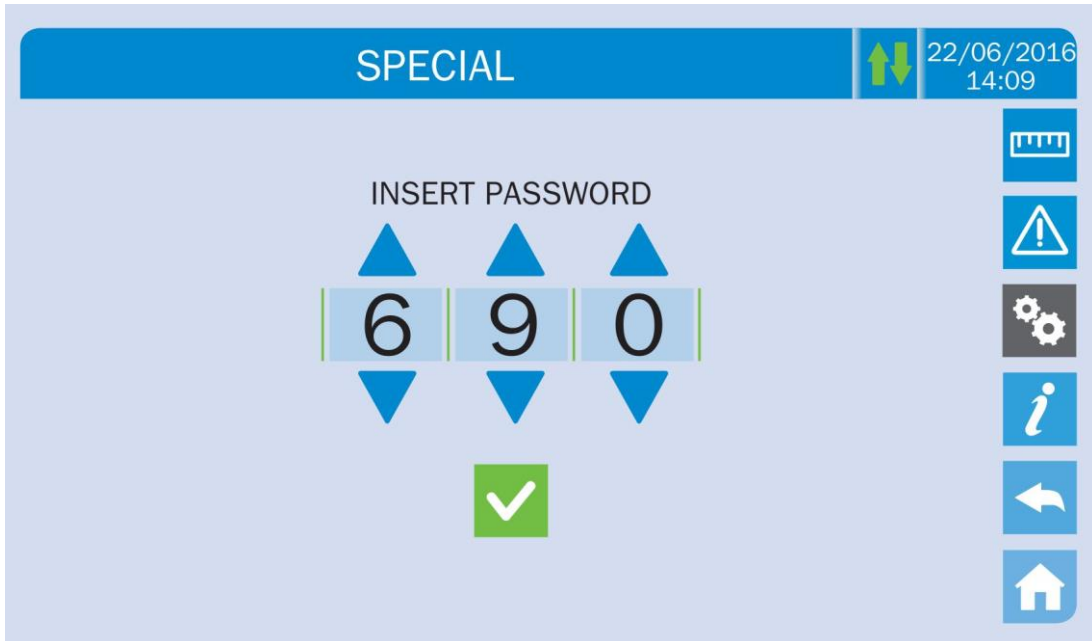 SPECIAL
22/06/2016
14:09
INSERT PASSWORD
6 9 0
i